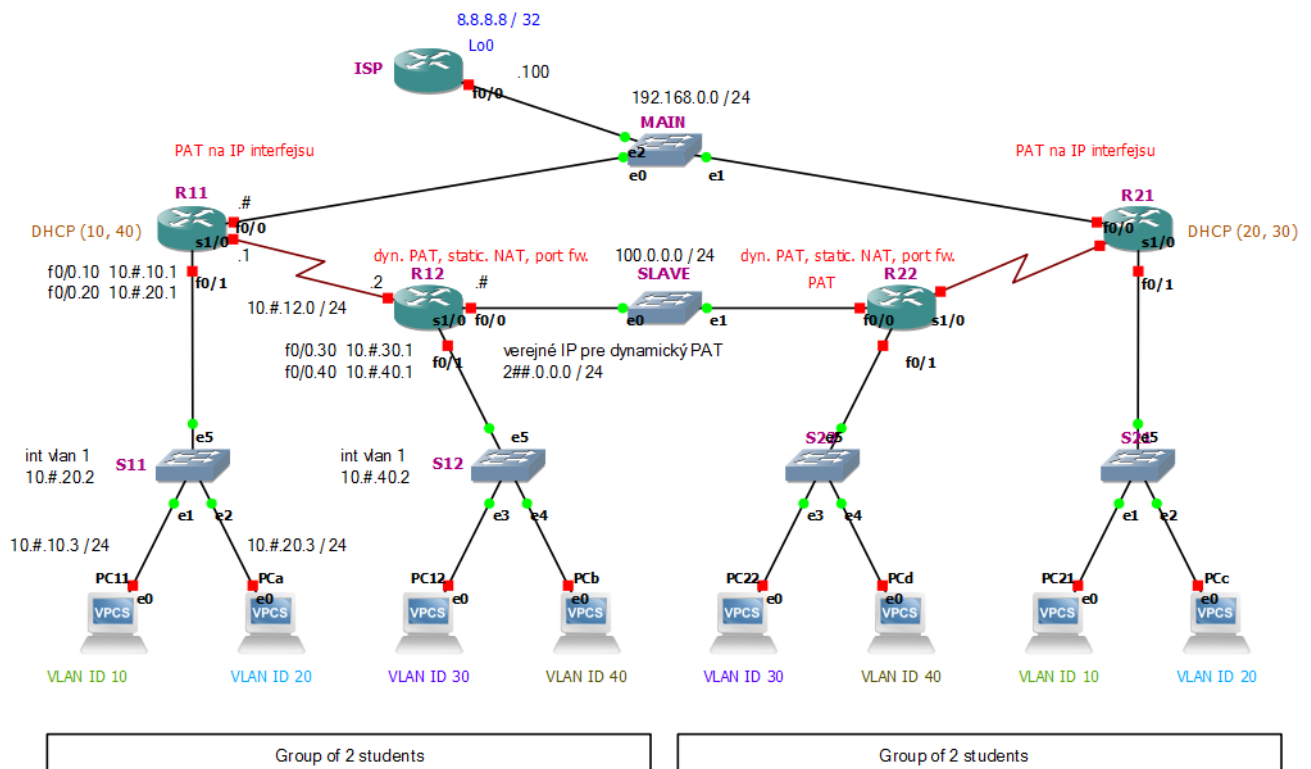 8.8.8.8 / 32
Lo0
ISP
.100
f0/0
192.168.0.0 /24
MAIN
e2
e0
e1
PAT na IP interfejsu
PAT na IP interfejsu
R11
R21
.#
f0/0
f0/0
DHCP (10, 40)
s1/0
s1/0
DHCP (20, 30)
.1
f0/0.10 10.#.10.1
f0/0.20 10.#.20.1
f0/1
f0/1
dyn. PAT, static. NAT, port fw.
100.0.0.0 /24
dyn. PAT, static. NAT, port fw.
R12
SLAVE
PAT
R22
.2
.#
10.#.12.0 /24
s1/0
f0/0
e0
e1
f0/0
s1/0
f0/0.30 10.#.30.1
f0/0.40 10.#.40.1
f0/1
verejné IP pre dynamický PAT
2##.0.0.0 /24
f0/1
int vlan 1
10.#.20.2
S11
e5
int vlan 1
10.#.40.2
S12
e5
e5
e5
e1
e2
e3
e4
e3
e4
e1
e2
10.#.10.3 /24
10.#.20.3 /24
PC11
PCa
PC12
PCb
PC22
PCd
PC21
PCc
e0
e0
e0
e0
e0
e0
e0
e0
VPCS
VPCS
VPCS
VPCS
VPCS
VPCS
VPCS
VPCS
VLAN ID 10
VLAN ID 20
VLAN ID 30
VLAN ID 40
VLAN ID 30
VLAN ID 40
VLAN ID 10
VLAN ID 20
Group of 2 students
Group of 2 students